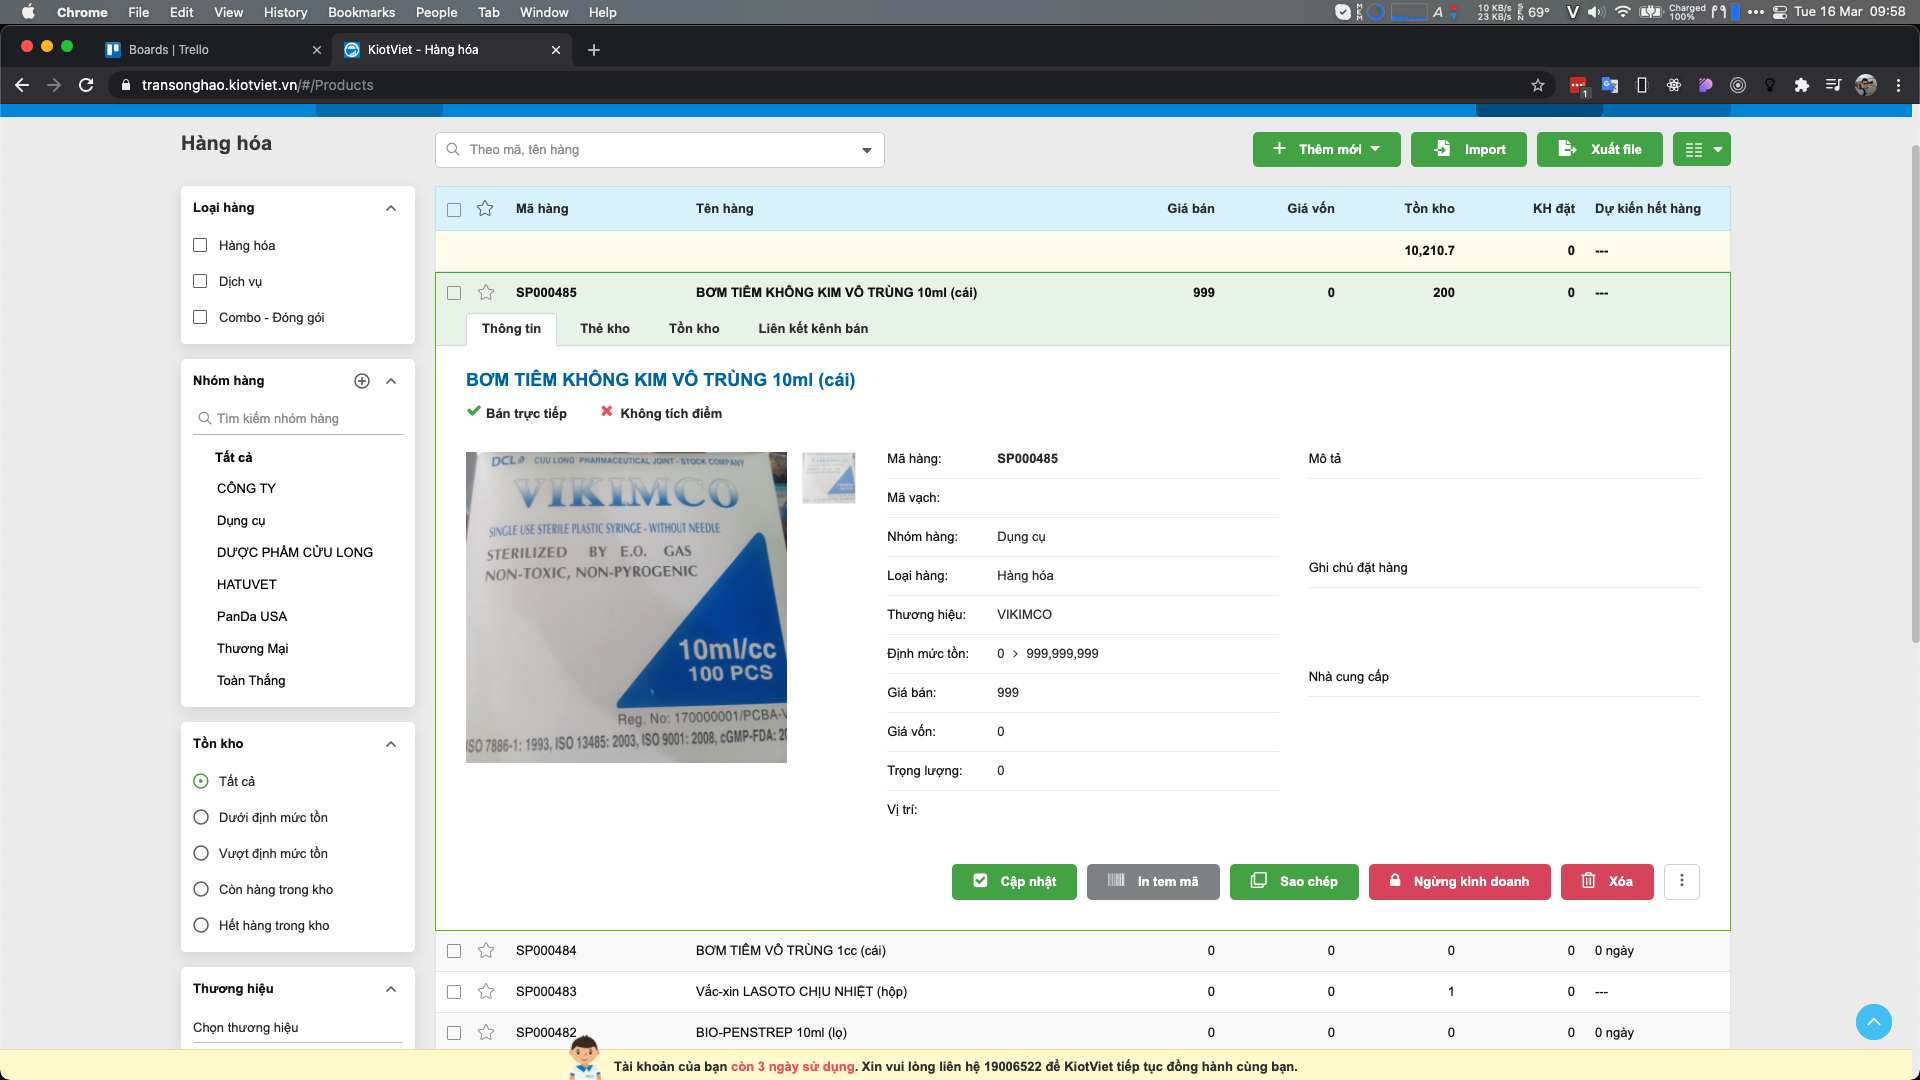 Chrome File Edit View History Bookmarks People Tab Window Help
10 KB/s
23 KB/s
69°
Charged
100%
Tue 16 Mar 09:58
Boards | Trello
KiotViet - Hàng hóa
transonghao.kiotviet.vn/#/Products
1
Hàng hóa
Theo mã, tên hàng
Thêm mới
Import
Xuất file
Loại hàng
Hàng hóa
Dịch vụ
Combo - Đóng gói
Nhóm hàng
Tìm kiếm nhóm hàng
Tất cả
CÔNG TY
Dụng cụ
DƯỢC PHẨM CỬU LONG
HATUVET
PanDa USA
Thương Mại
Toàn Thắng
Tồn kho
Tất cả
Dưới định mức tồn
Vượt định mức tồn
Còn hàng trong kho
Hết hàng trong kho
Thương hiệu
Chọn thương hiệu
Mã hàng Tên hàng Giá bán Giá vốn Tồn kho KH đặt Dự kiến hết hàng
10,210.7 0 ---
SP000485 BƠM TIÊM KHÔNG KIM VÔ TRÙNG 10ml (cái) 999 0 200 0 ---
Thông tin Thẻ kho Tồn kho Liên kết kênh bán
BƠM TIÊM KHÔNG KIM VÔ TRÙNG 10ml (cái)
Bán trực tiếp Không tích điểm
DCL CUU LONG PHARMACEUTICAL JOINT - STOCK COMPANY
VIKIMCO
SINGLE USE STERILE PLASTIC SYRINGE - WITHOUT NEEDLE
STERILIZED BY E.O. GAS
NON-TOXIC, NON-PYROGENIC
10ml/cc
100 PCS
Reg. No: 170000001/PCBA-
ISO 7886-1: 1993, ISO 13485: 2003, ISO 9001: 2008, cGMP-FDA:
Mã hàng: SP000485
Mã vạch:
Nhóm hàng: Dụng cụ
Loại hàng: Hàng hóa
Thương hiệu: VIKIMCO
Định mức tồn: 0 > 999,999,999
Giá bán: 999
Giá vốn: 0
Trọng lượng: 0
Vị trí:
Mô tả
Ghi chú đặt hàng
Nhà cung cấp
Cập nhật
In tem mã
Sao chép
Ngừng kinh doanh
Xóa
SP000484 BƠM TIÊM VÔ TRÙNG 1cc (cái) 0 0 0 0 0 ngày
SP000483 Vắc-xin LASOTO CHỊU NHIỆT (hộp) 0 0 1 0 ---
SP000482 BIO-PENSTREP 10ml (lọ) 0 0 0 0 0 ngày
Tài khoản của bạn còn 3 ngày sử dụng. Xin vui lòng liên hệ 19006522 để KiotViet tiếp tục đồng hành cùng bạn.